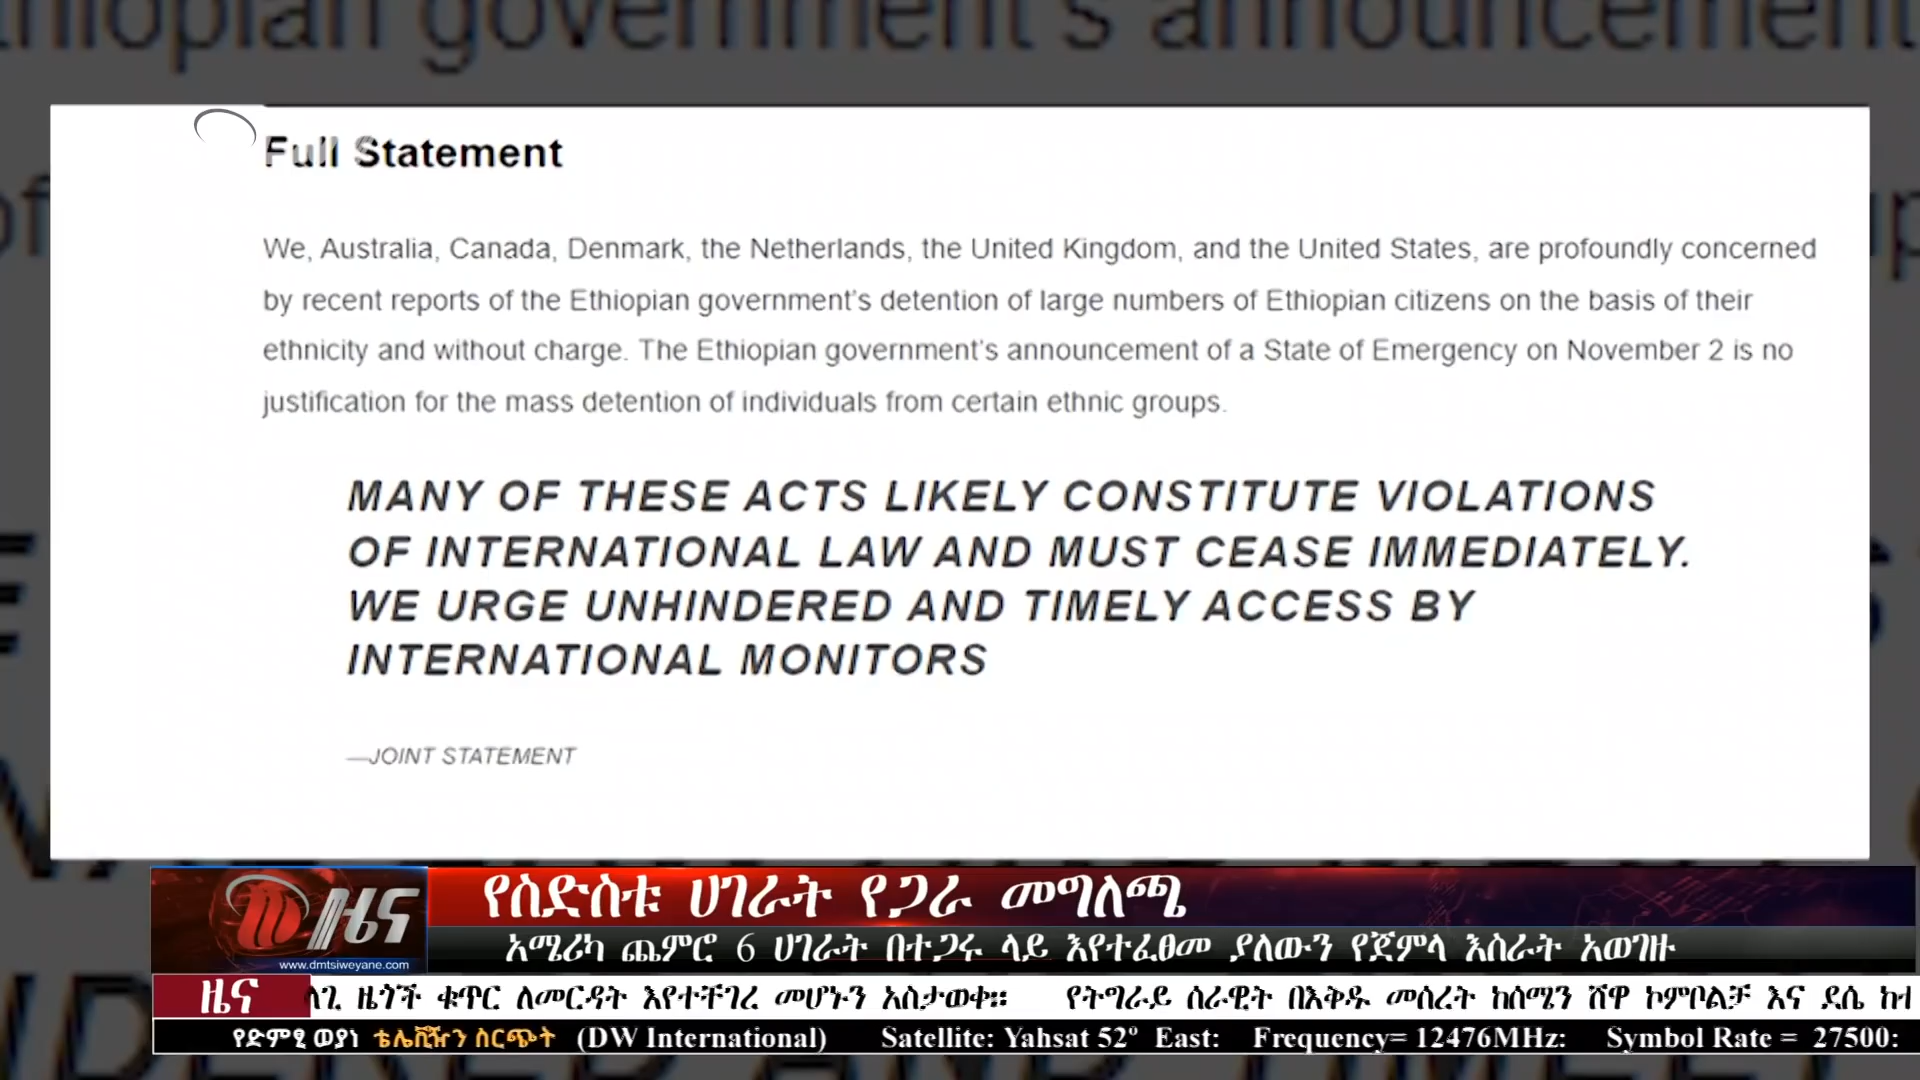 thiopian government's announcement
of
Full Statement
We, Australia, Canada, Denmark, the Netherlands, the United Kingdom, and the United States, are profoundly concerned
by recent reports of the Ethiopian government's detention of large numbers of Ethiopian citizens on the basis of their
ethnicity and without charge. The Ethiopian government's announcement of a State of Emergency on November 2 is no
justification for the mass detention of individuals from certain ethnic groups.
MANY OF THESE ACTS LIKELY CONSTITUTE VIOLATIONS
OF INTERNATIONAL LAW AND MUST CEASE IMMEDIATELY.
WE URGE UNHINDERED AND TIMELY ACCESS BY
INTERNATIONAL MONITORS
—JOINT STATEMENT
ዜና
www.dmtsiweyane.com
የስድስቱ ሀገራት የጋራ መግለጫ
አሜሪካ ጨምሮ 6 ሀገራት በተጋሩ ላይ እየተፈፀመ ያለውን የጀምላ እስራት አወገዙ
ዜና
ዜጎች ቁጥር ለመርዳት እየተቸገረ መሆኑን አስታወቀ። የትግራይ ሰራዊት በእቅዱ መሰረት ከሰሜን ሸዋ ኮምቦልቻ እና ደሴ
የድምፂ ወያነ ቴሌቪዥን ስርጭት (DW International) Satellite: Yahsat 52º East: Frequency= 12476MHz: Symbol Rate = 27500: